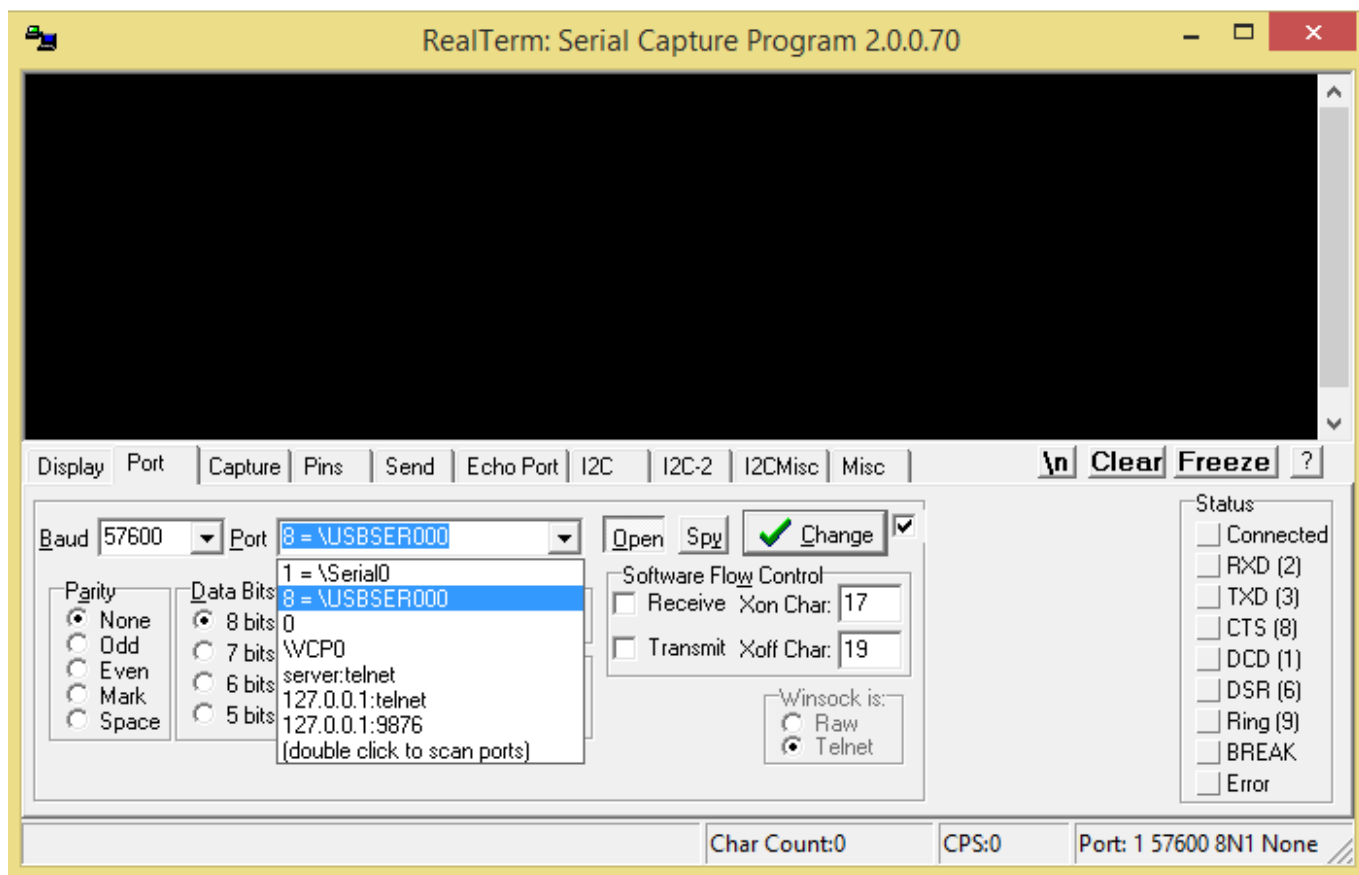 RealTerm: Serial Capture Program 2.0.0.70
Display Port Capture Pins Send Echo Port I2C I2C-2 I2CMisc Misc \n Clear Freeze ?
Baud 57600 Port 8 = \USBSER000 Open Spy Change
1 = \Serial0
8 = \USBSER000
0
\VCP0
server:telnet
127.0.0.1:telnet
127.0.0.1:9876
(double click to scan ports)
Parity
None
Odd
Even
Mark
Space
Data Bits
8 bits
7 bits
6 bits
5 bits
Software Flow Control
Receive Xon Char: 17
Transmit Xoff Char: 19
Winsock is:
Raw
Telnet
Status
Connected
RXD (2)
TXD (3)
CTS (8)
DCD (1)
DSR (6)
Ring (9)
BREAK
Error
Char Count:0 CPS:0 Port: 1 57600 8N1 None